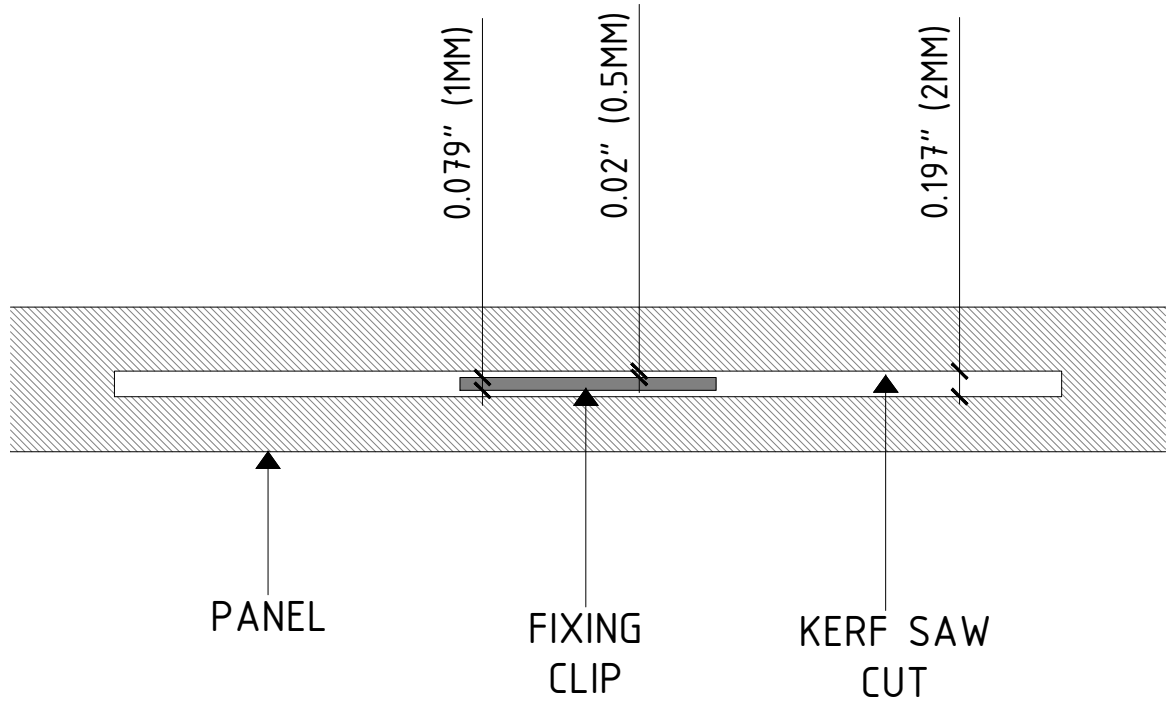 0.079" (1MM)
0.02" (0.5MM)
0.197" (2MM)
PANEL
FIXING
CLIP
KERF SAW
CUT